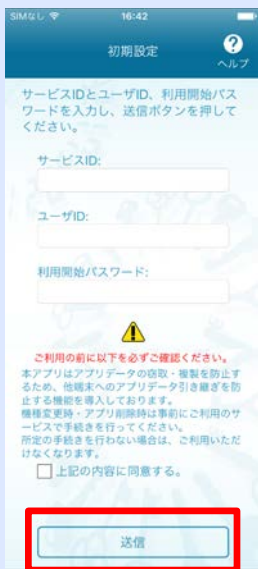 SIMなし 16:42
初期設定
?
ヘルプ
サービスIDとユーザID、利用開始パス
ワードを入力し、送信ボタンを押して
ください。
サービスID:
ユーザID:
利用開始パスワード:
ご利用の前に以下を必ずご確認ください。
本アプリはアプリデータの窃取・複製を防止す
るため、他端末へのアプリデータ引き継ぎを防
止する機能を導入しております。
機種変更時・アプリ削除時は事前にご利用のサ
ービスで手続きを行ってください。
所定の手続きを行わない場合は、ご利用いただ
けなくなります。
上記の内容に同意する。
送信